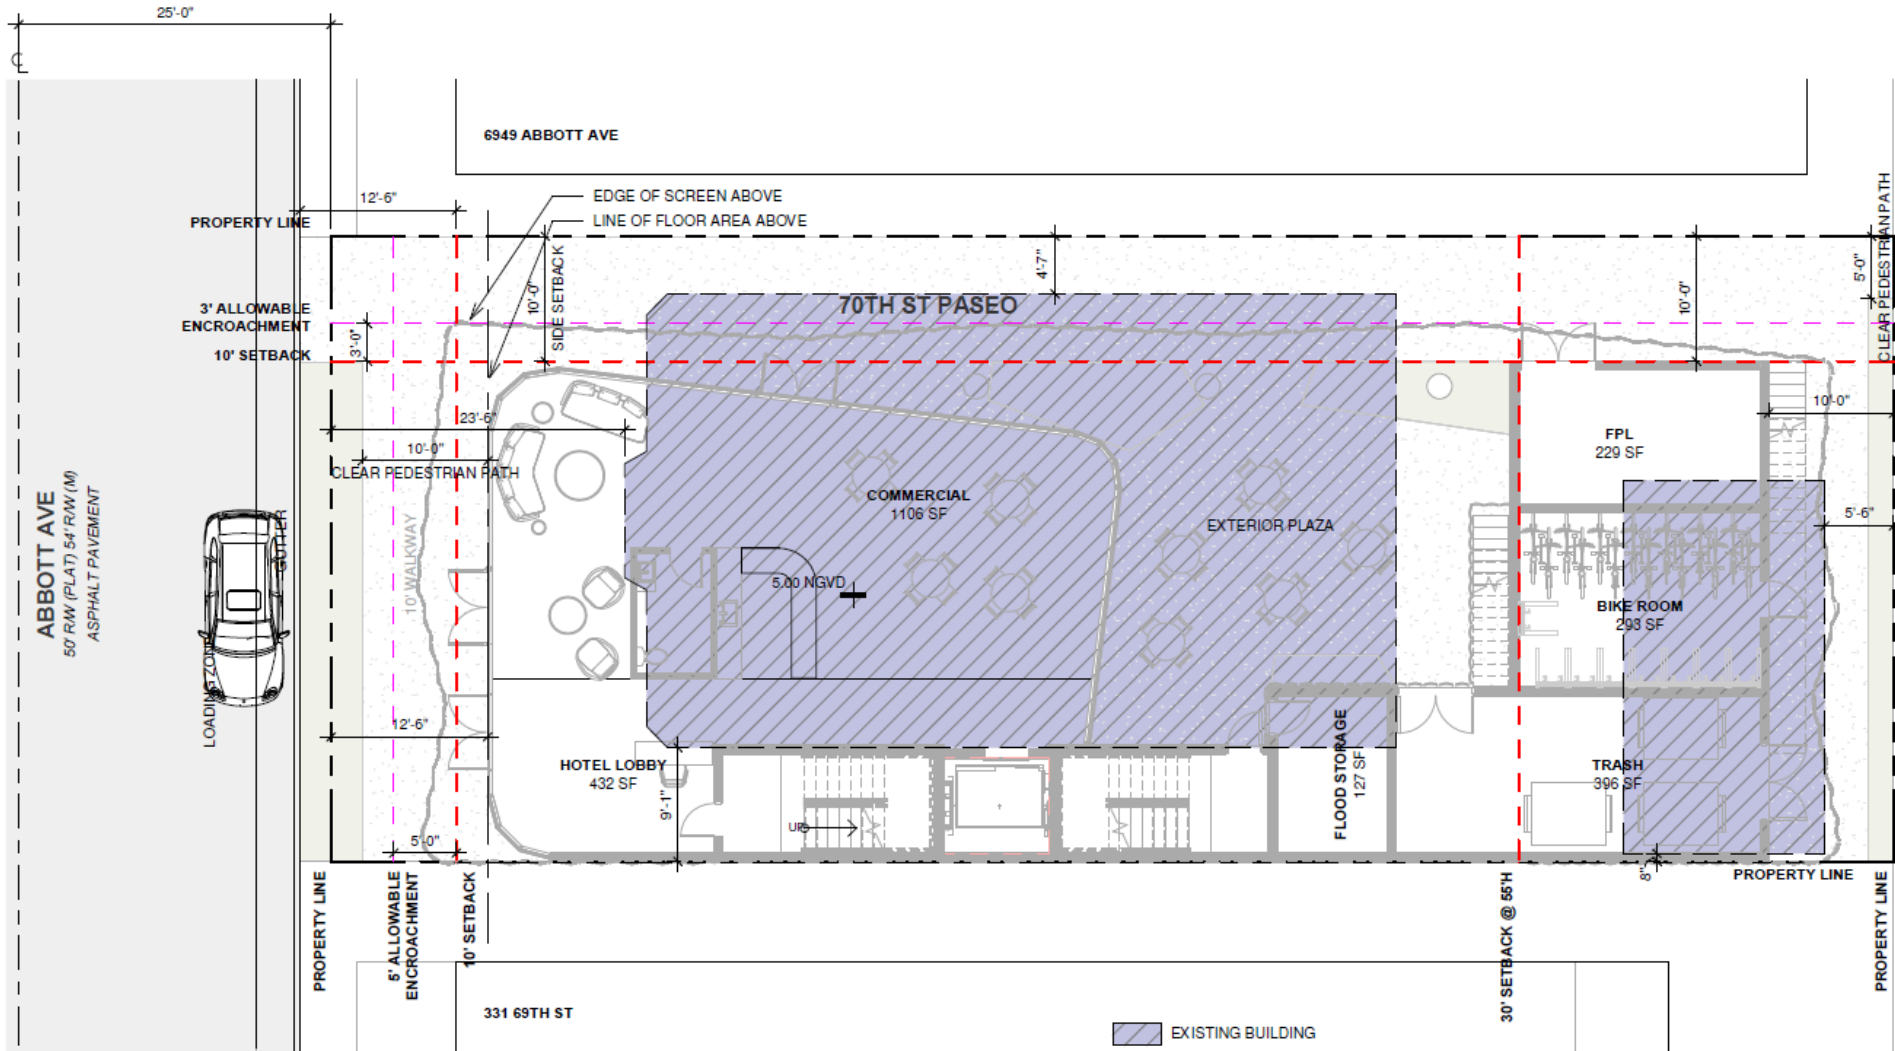 25'-0"
CL
6949 ABBOTT AVE
12'-6"
EDGE OF SCREEN ABOVE
LINE OF FLOOR AREA ABOVE
PROPERTY LINE
CLEAR PEDESTRIAN PATH
10'-0"
SIDE SETBACK
4'-7"
10'-0"
5'-0"
70TH ST PASEO
3' ALLOWABLE
ENCROACHMENT
3'-0"
10' SETBACK
23'-6"
10'-0"
10'-0"
CLEAR PEDESTRIAN PATH
FPL
229 SF
COMMERCIAL
1106 SF
EXTERIOR PLAZA
5'-6"
ABBOTT AVE
50' R/W (PLAT) 54' R/W (M)
ASPHALT PAVEMENT
GUTTER
LOADING ZONE
10' WALKWAY
5.00 NGVD
BIKE ROOM
293 SF
12'-6"
HOTEL LOBBY
432 SF
9'-1"
UP
FLOOD STORAGE
127 SF
TRASH
396 SF
5'-0"
8"
PROPERTY LINE
PROPERTY LINE
5' ALLOWABLE
ENCROACHMENT
10' SETBACK
30' SETBACK @ 55'H
PROPERTY LINE
331 69TH ST
EXISTING BUILDING